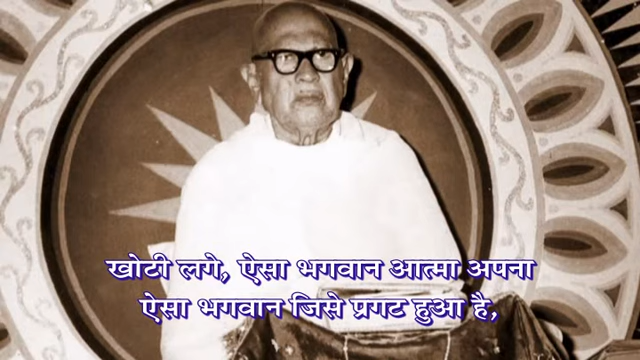 खोटी लगे, ऐसा भगवान आत्मा अपना
ऐसा भगवान जिसे प्रगट हुआ है,